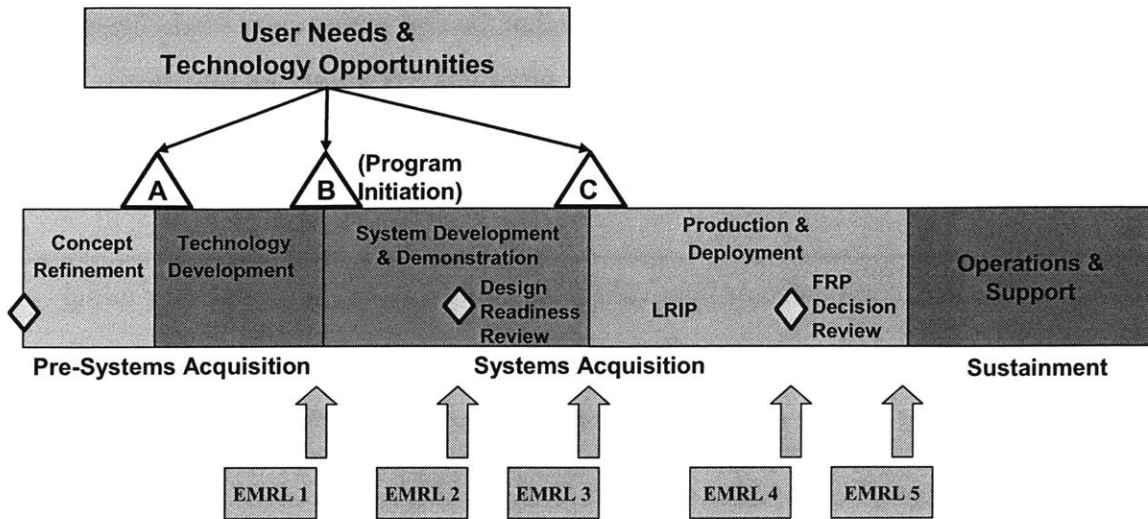 User Needs &
Technology Opportunities
A
B
(Program
Initiation)
C
Concept
Refinement
Technology
Development
System Development
& Demonstration
Design
Readiness
Review
Production &
Deployment
LRIP
FRP
Decision
Review
Operations &
Support
Pre-Systems Acquisition
Systems Acquisition
Sustainment
EMRL 1
EMRL 2
EMRL 3
EMRL 4
EMRL 5